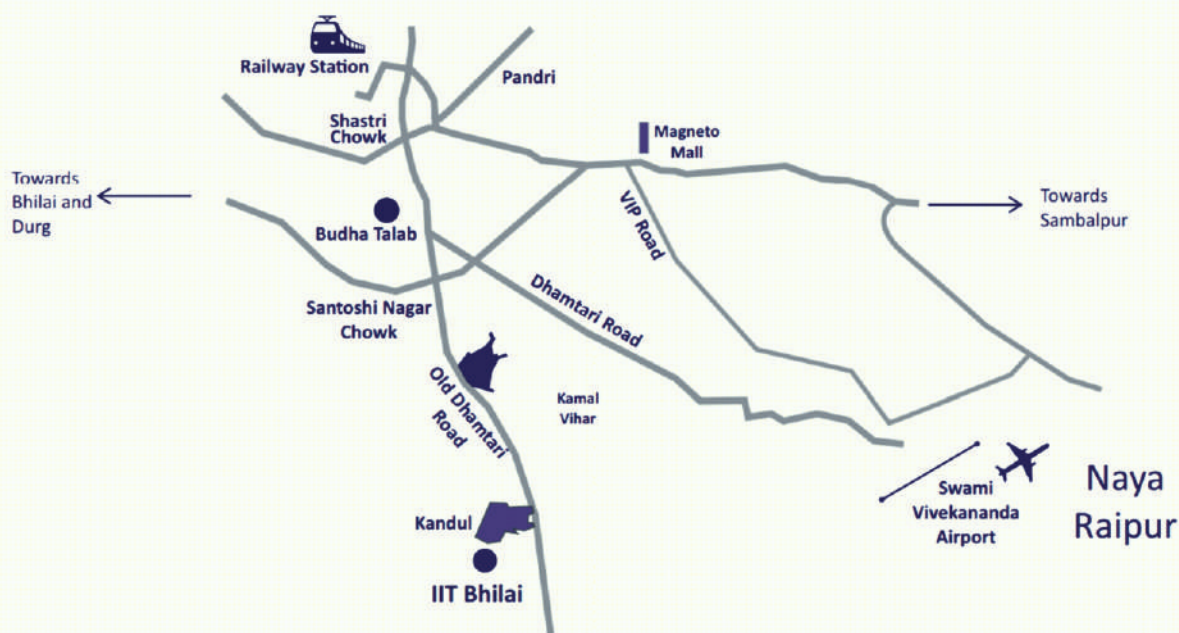 Railway Station
Pandri
Shastri
Chowk
Magneto
Mall
Towards
Bhilai and
Durg
Towards
Sambalpur
Budha Talab
VIP Road
Santoshi Nagar
Chowk
Dhamtari Road
Old Dhamtari
Road
Kamal
Vihar
Swami
Vivekananda
Airport
Naya
Raipur
Kandul
IIT Bhilai